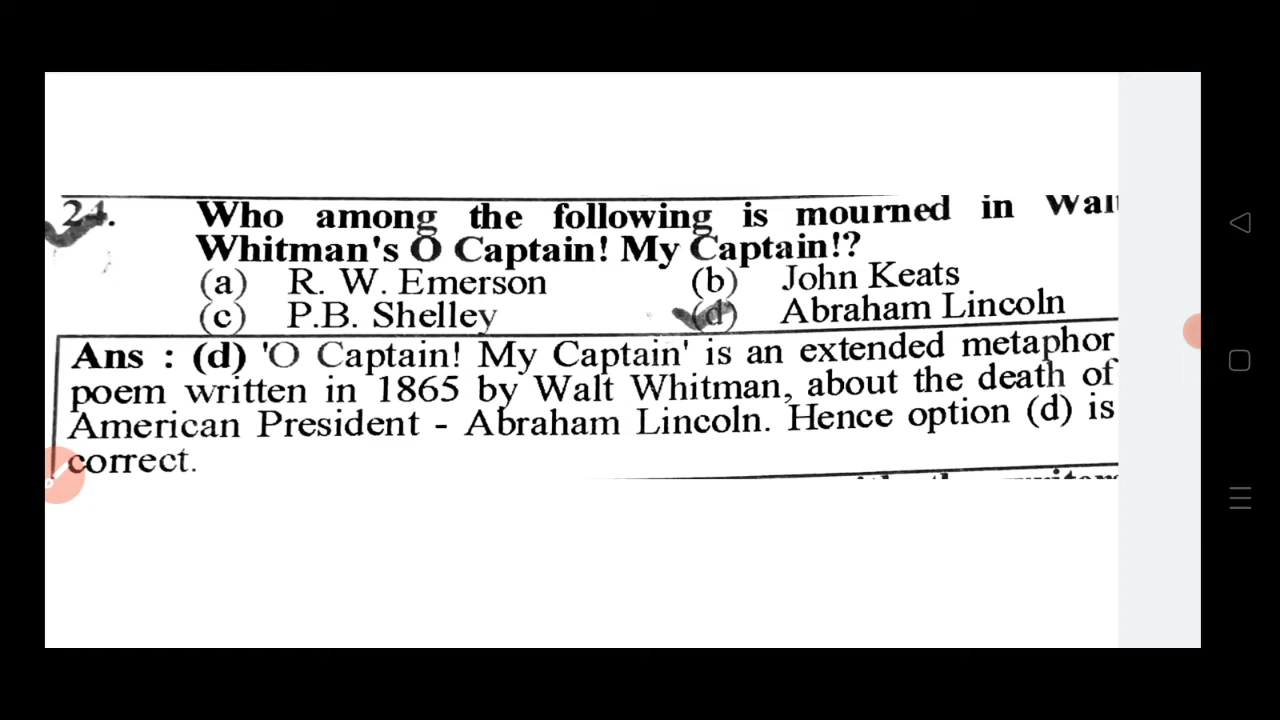 24. Who among the following is mourned in Walt
Whitman's O Captain! My Captain!?
(a) R. W. Emerson (b) John Keats
(c) P.B. Shelley (d) Abraham Lincoln
Ans : (d) 'O Captain! My Captain' is an extended metaphor
poem written in 1865 by Walt Whitman, about the death of
American President - Abraham Lincoln. Hence option (d) is
correct.